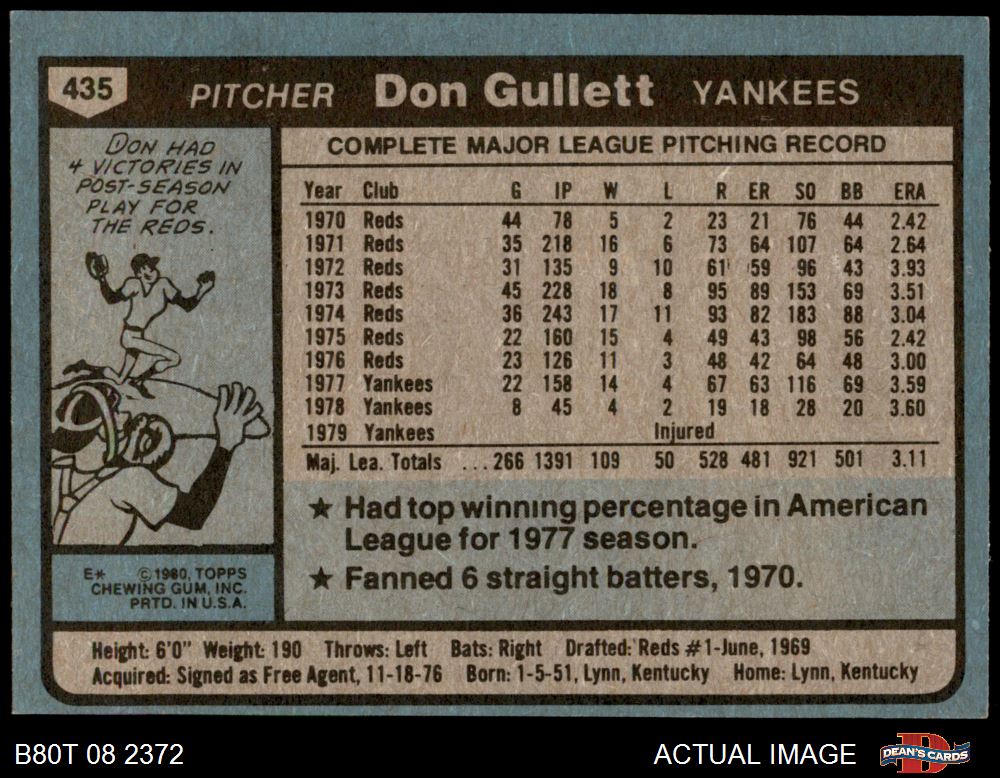 435 PITCHER Don Gullett YANKEES
DON HAD
4 VICTORIES IN
POST-SEASON
PLAY FOR
THE REDS.
COMPLETE MAJOR LEAGUE PITCHING RECORD
Year Club G IP W L R ER SO BB ERA
1970 Reds 44 78 5 2 23 21 76 44 2.42
1971 Reds 35 218 16 6 73 64 107 64 2.64
1972 Reds 31 135 9 10 61 59 96 43 3.93
1973 Reds 45 228 18 8 95 89 153 69 3.51
1974 Reds 36 243 17 11 93 82 183 88 3.04
1975 Reds 22 160 15 4 49 43 98 56 2.42
1976 Reds 23 126 11 3 48 42 64 48 3.00
1977 Yankees 22 158 14 4 67 63 116 69 3.59
1978 Yankees 8 45 4 2 19 18 28 20 3.60
1979 Yankees Injured
Maj. Lea. Totals ...266 1391 109 50 528 481 921 501 3.11
★ Had top winning percentage in American
League for 1977 season.
★ Fanned 6 straight batters, 1970.
E* © 1980, TOPPS
CHEWING GUM, INC.
PRTD. IN U.S.A.
Height: 6'0" Weight: 190 Throws: Left Bats: Right Drafted: Reds #1-June, 1969
Acquired: Signed as Free Agent, 11-18-76 Born: 1-5-51, Lynn, Kentucky Home: Lynn, Kentucky
B80T 08 2372 ACTUAL IMAGE DEAN'S CARDS